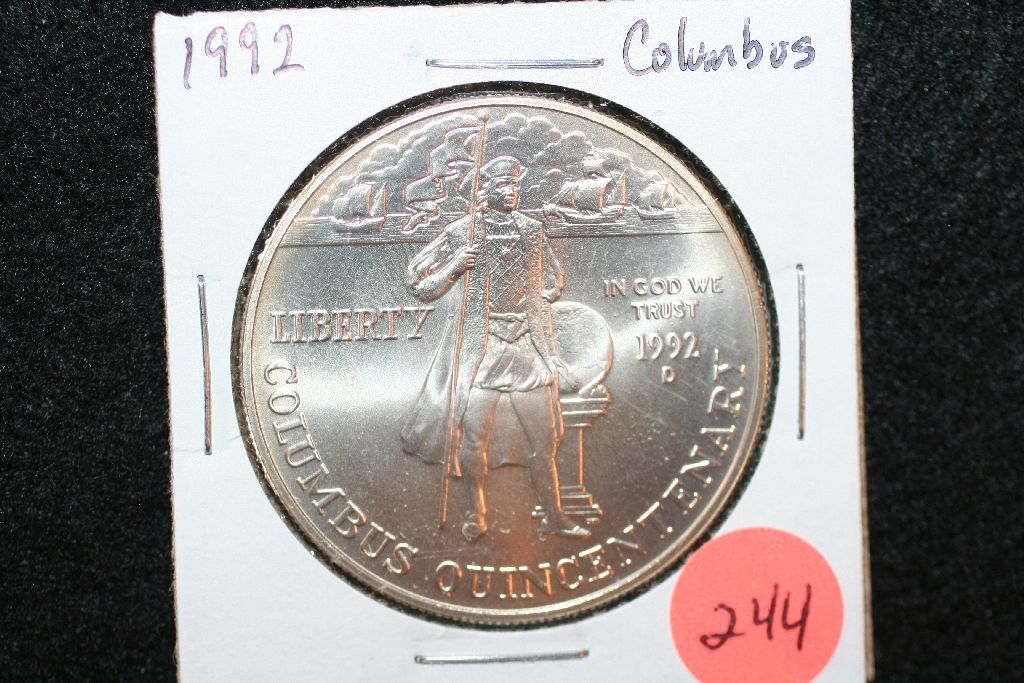 1992 Columbus
LIBERTY
IN GOD WE
TRUST
1992
D
COLUMBUS QUINCENTENARY
244